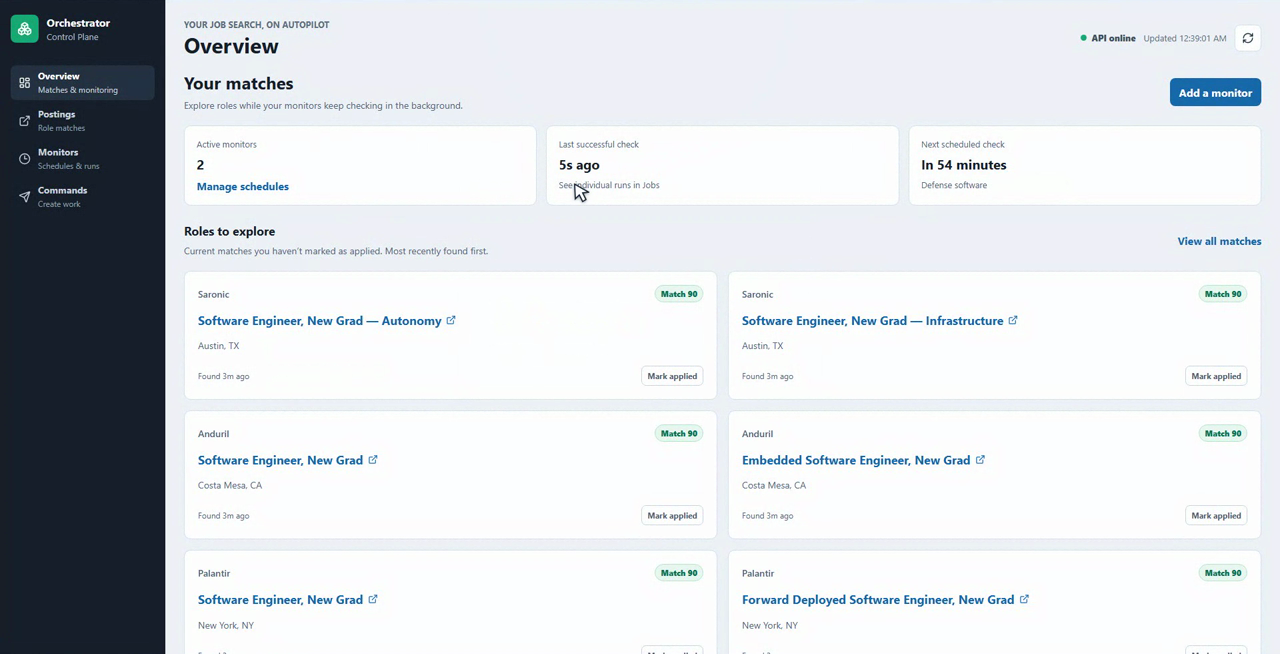 Orchestrator
Control Plane
Overview
Matches & monitoring
Postings
Role matches
Monitors
Schedules & runs
Commands
Create work
YOUR JOB SEARCH, ON AUTOPILOT
Overview
API online Updated 12:39:01 AM
Your matches
Explore roles while your monitors keep checking in the background.
Add a monitor
Active monitors
2
Manage schedules
Last successful check
5s ago
See individual runs in Jobs
Next scheduled check
In 54 minutes
Defense software
Roles to explore
Current matches you haven't marked as applied. Most recently found first.
View all matches
Saronic Match 90
Software Engineer, New Grad — Autonomy
Austin, TX
Found 3m ago Mark applied
Saronic Match 90
Software Engineer, New Grad — Infrastructure
Austin, TX
Found 3m ago Mark applied
Anduril Match 90
Software Engineer, New Grad
Costa Mesa, CA
Found 3m ago Mark applied
Anduril Match 90
Embedded Software Engineer, New Grad
Costa Mesa, CA
Found 3m ago Mark applied
Palantir Match 90
Software Engineer, New Grad
New York, NY
Palantir Match 90
Forward Deployed Software Engineer, New Grad
New York, NY